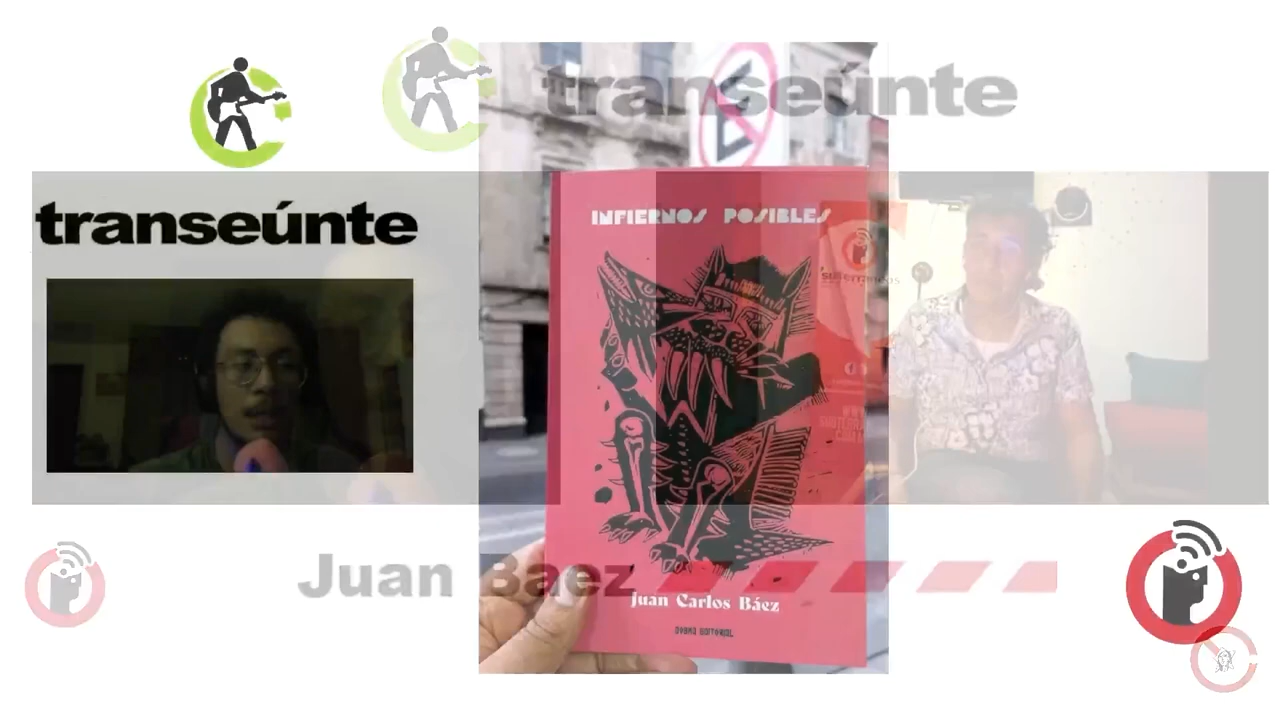 transeúnte
transeúnte
INFIERNOS POSIBLES
Juan Baez
Juan Carlos Báez